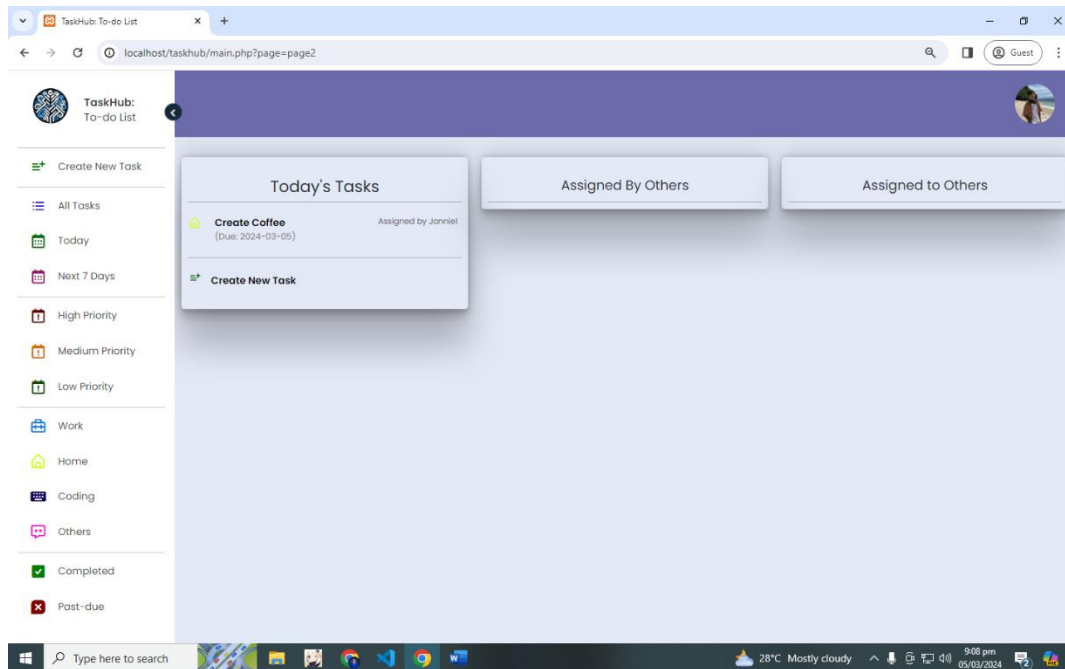 TaskHub: To-do List
localhost/taskhub/main.php?page=page2
Guest
TaskHub:
To-do List
Create New Task
All Tasks
Today
Next 7 Days
High Priority
Medium Priority
Low Priority
Work
Home
Coding
Others
Completed
Past-due
Today's Tasks
Create Coffee
Assigned by Jonniel
(Due: 2024-03-05)
Create New Task
Assigned By Others
Assigned to Others
Type here to search
28°C Mostly cloudy
9:08 pm
05/03/2024
2